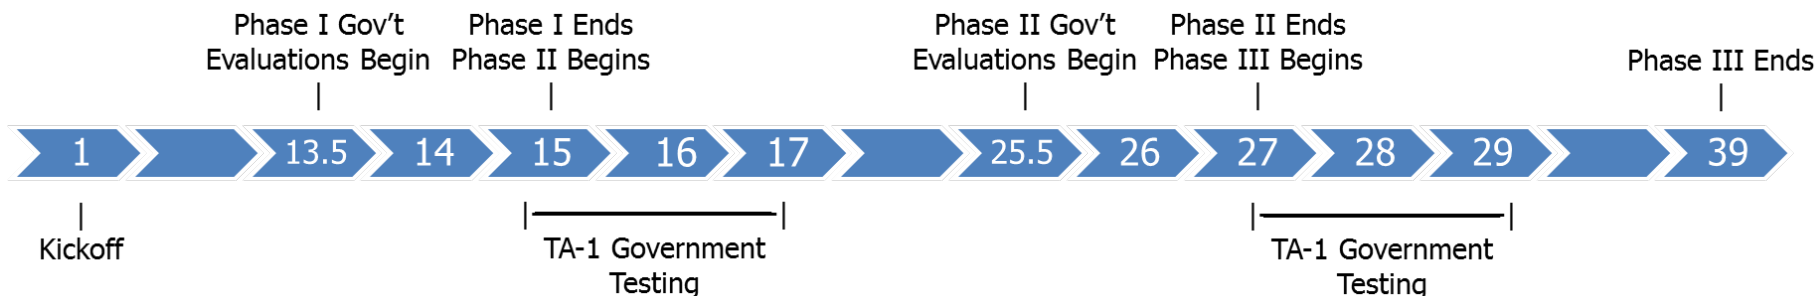 Phase I Gov't
Evaluations Begin
Phase I Ends
Phase II Begins
Phase II Gov't
Evaluations Begin
Phase II Ends
Phase III Begins
Phase III Ends
1
13.5
14
15
16
17
25.5
26
27
28
29
39
Kickoff
TA-1 Government
Testing
TA-1 Government
Testing